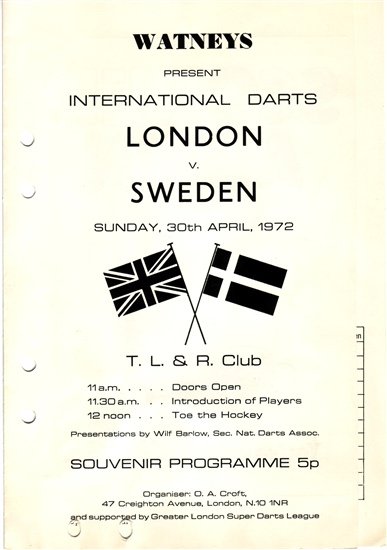 WATNEYS
PRESENT
INTERNATIONAL DARTS
LONDON
v.
SWEDEN
SUNDAY, 30th APRIL, 1972
T. L. & R. Club
11 a.m. . . . . . Doors Open
11.30 a.m. . . . Introduction of Players
12 noon . . . Toe the Hockey
Presentations by Wilf Barlow, Sec. Nat. Darts Assoc.
SOUVENIR PROGRAMME 5p
Organiser: O. A. Croft,
47 Creighton Avenue, London, N.10 1NR
and supported by Greater London Super Darts League